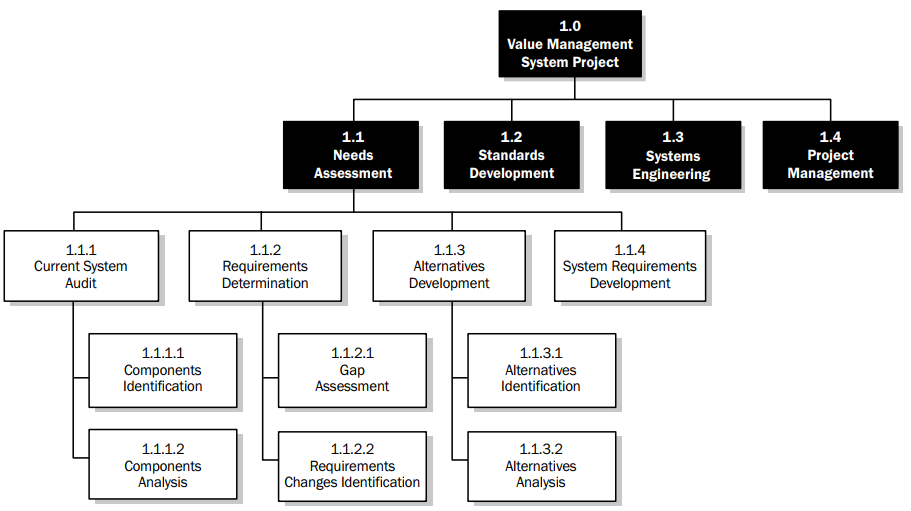 1.0
Value Management
System Project
1.1
Needs
Assessment
1.2
Standards
Development
1.3
Systems
Engineering
1.4
Project
Management
1.1.1
Current System
Audit
1.1.2
Requirements
Determination
1.1.3
Alternatives
Development
1.1.4
System Requirements
Development
1.1.1.1
Components
Identification
1.1.2.1
Gap
Assessment
1.1.3.1
Alternatives
Identification
1.1.1.2
Components
Analysis
1.1.2.2
Requirements
Changes Identification
1.1.3.2
Alternatives
Analysis